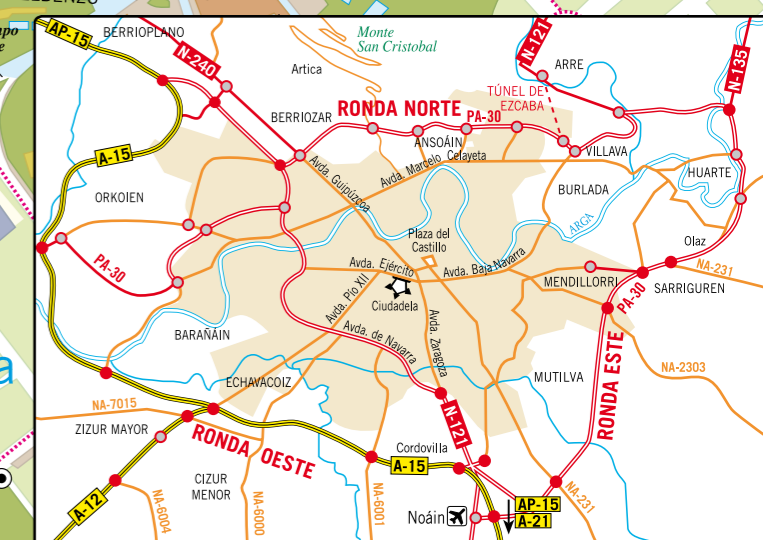 AP-15
BERRIOPLANO
N-240
Monte
San Cristobal
Artica
N-121
ARRE
N-135
TÚNEL DE
EZCABA
RONDA NORTE
PA-30
BERRIOZAR
ANSOÁIN
Avda. Marcelo Celayeta
VILLAVA
A-15
Avda. Guipúzcoa
HUARTE
ORKOIEN
BURLADA
ARGA
Plaza del
Castillo
Olaz
PA-30
Avda. Ejército
Avda. Baja Navarra
NA-231
MENDILLORRI
SARRIGUREN
PA-30
Avda. Pío XII
Ciudadela
BARAÑAIN
Avda. de Navarra
Avda. Zaragoza
RONDA ESTE
NA-2303
ECHAVACOIZ
MUTILVA
NA-7015
N-121
ZIZUR MAYOR
RONDA OESTE
Cordovilla
A-15
CIZUR
MENOR
A-12
NA-6004
NA-6000
NA-6001
NA-231
AP-15
A-21
Noáin